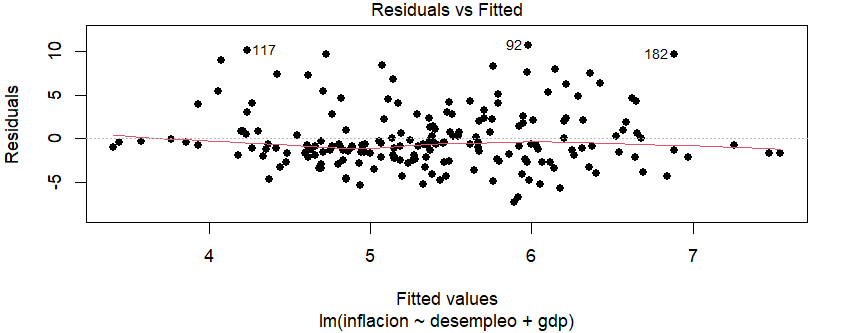 Residuals vs Fitted
Residuals
10
5
0
-5
117
92
182
4
5
6
7
Fitted values
lm(inflacion ~ desempleo + gdp)